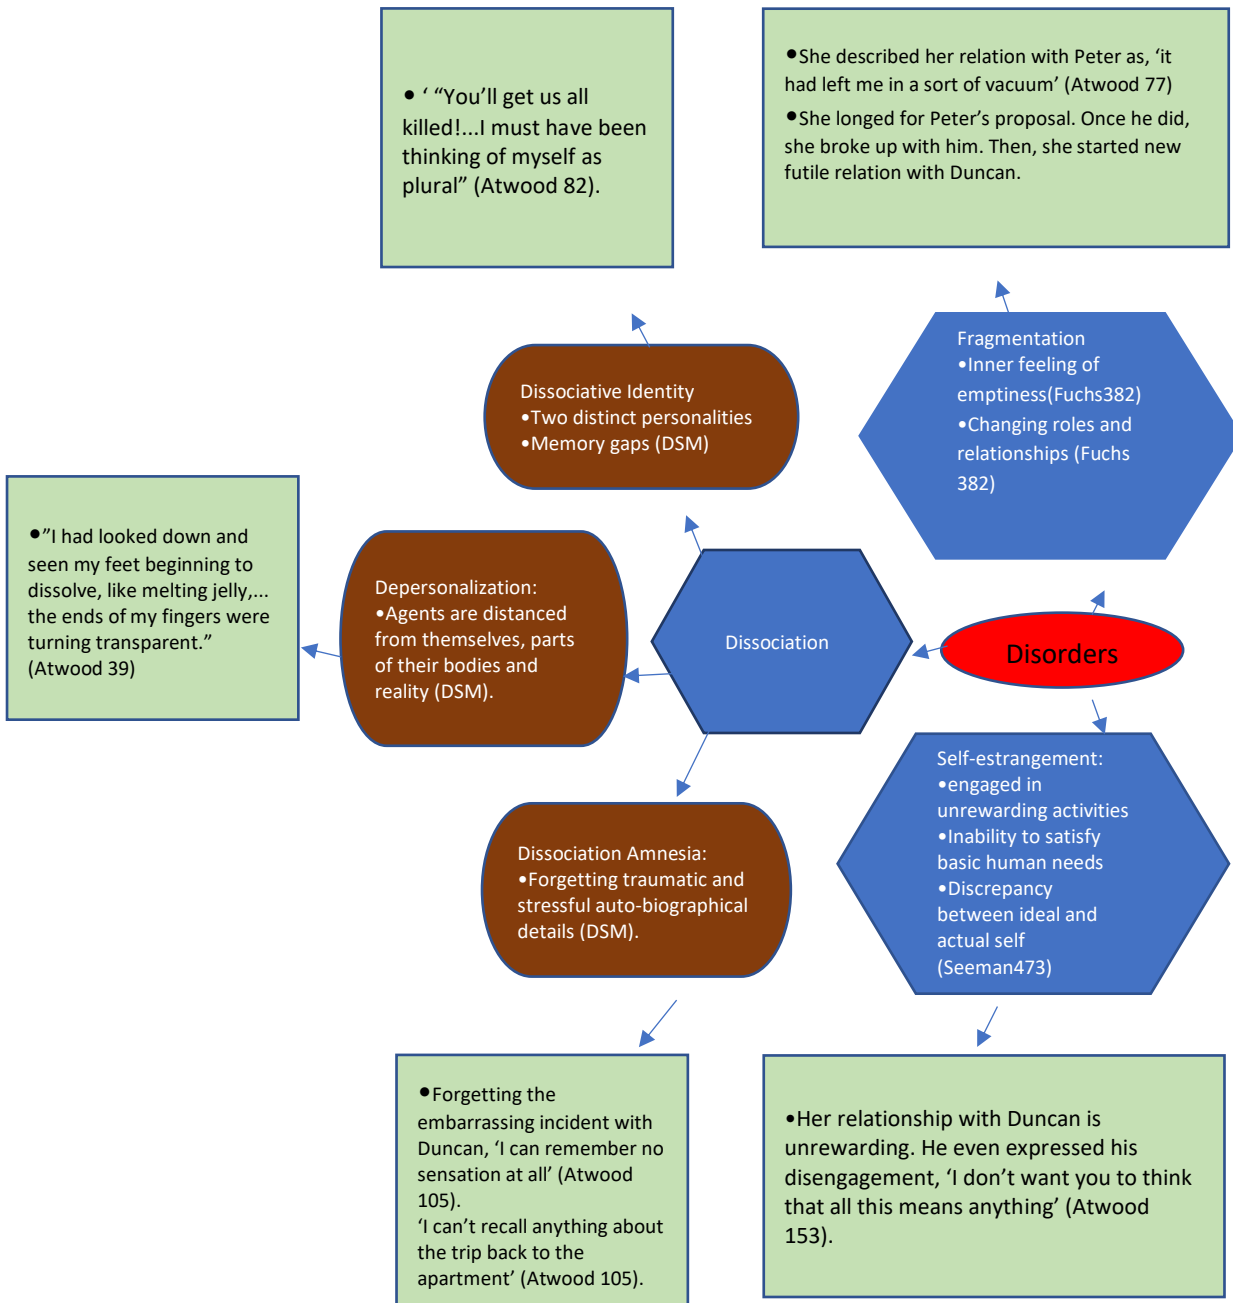 • ‘ “You’ll get us all
killed!...I must have been
thinking of myself as
plural” (Atwood 82).
•She described her relation with Peter as, ‘it
had left me in a sort of vacuum’ (Atwood 77)
•She longed for Peter’s proposal. Once he did,
she broke up with him. Then, she started new
futile relation with Duncan.
Dissociative Identity
•Two distinct personalities
•Memory gaps (DSM)
Fragmentation
•Inner feeling of
emptiness(Fuchs382)
•Changing roles and
relationships (Fuchs
382)
•”I had looked down and
seen my feet beginning to
dissolve, like melting jelly,...
the ends of my fingers were
turning transparent.”
(Atwood 39)
Depersonalization:
•Agents are distanced
from themselves, parts
of their bodies and
reality (DSM).
Dissociation
Disorders
Dissociation Amnesia:
•Forgetting traumatic and
stressful auto-biographical
details (DSM).
Self-estrangement:
•engaged in
unrewarding activities
•Inability to satisfy
basic human needs
•Discrepancy
between ideal and
actual self
(Seeman473)
•Forgetting the
embarrassing incident with
Duncan, ‘I can remember no
sensation at all’ (Atwood
105).
‘I can’t recall anything about
the trip back to the
apartment’ (Atwood 105).
•Her relationship with Duncan is
unrewarding. He even expressed his
disengagement, ‘I don’t want you to think
that all this means anything’ (Atwood
153).